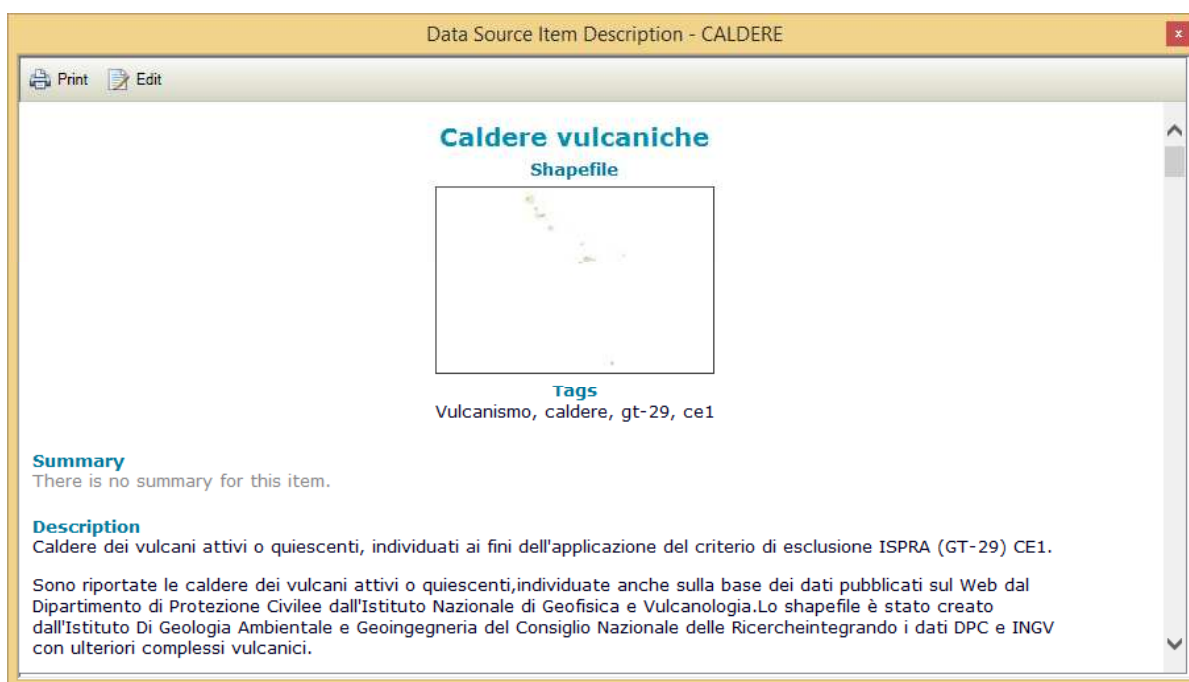 Data Source Item Description - CALDERE
x
Print Edit
Caldere vulcaniche
Shapefile
Tags
Vulcanismo, caldere, gt-29, ce1
Summary
There is no summary for this item.
Description
Caldere dei vulcani attivi o quiescenti, individuati ai fini dell'applicazione del criterio di esclusione ISPRA (GT-29) CE1.
Sono riportate le caldere dei vulcani attivi o quiescenti,individuate anche sulla base dei dati pubblicati sul Web dal
Dipartimento di Protezione Civilee dall'Istituto Nazionale di Geofisica e Vulcanologia.Lo shapefile è stato creato
dall'Istituto Di Geologia Ambientale e Geoingegneria del Consiglio Nazionale delle Ricercheintegrando i dati DPC e INGV
con ulteriori complessi vulcanici.